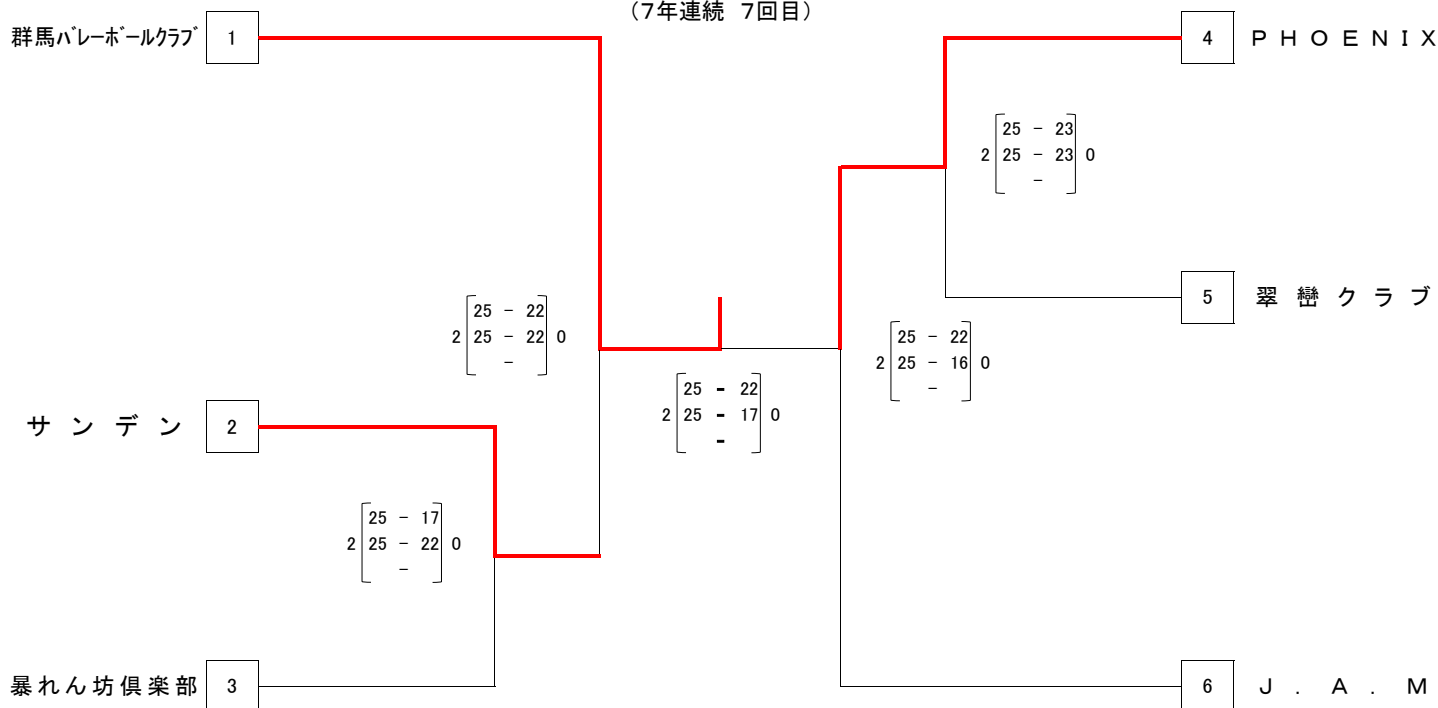 (7年連続 7回目)
群馬バレーボールクラブ 1
4 PHOENIX
25 - 23
2 25 - 23 0
-
5 翠巒クラブ
25 - 22
2 25 - 22 0
-
25 - 22
2 25 - 16 0
-
25 - 22
2 25 - 17 0
-
サンデン 2
25 - 17
2 25 - 22 0
-
暴れん坊倶楽部 3
6 J.A.M